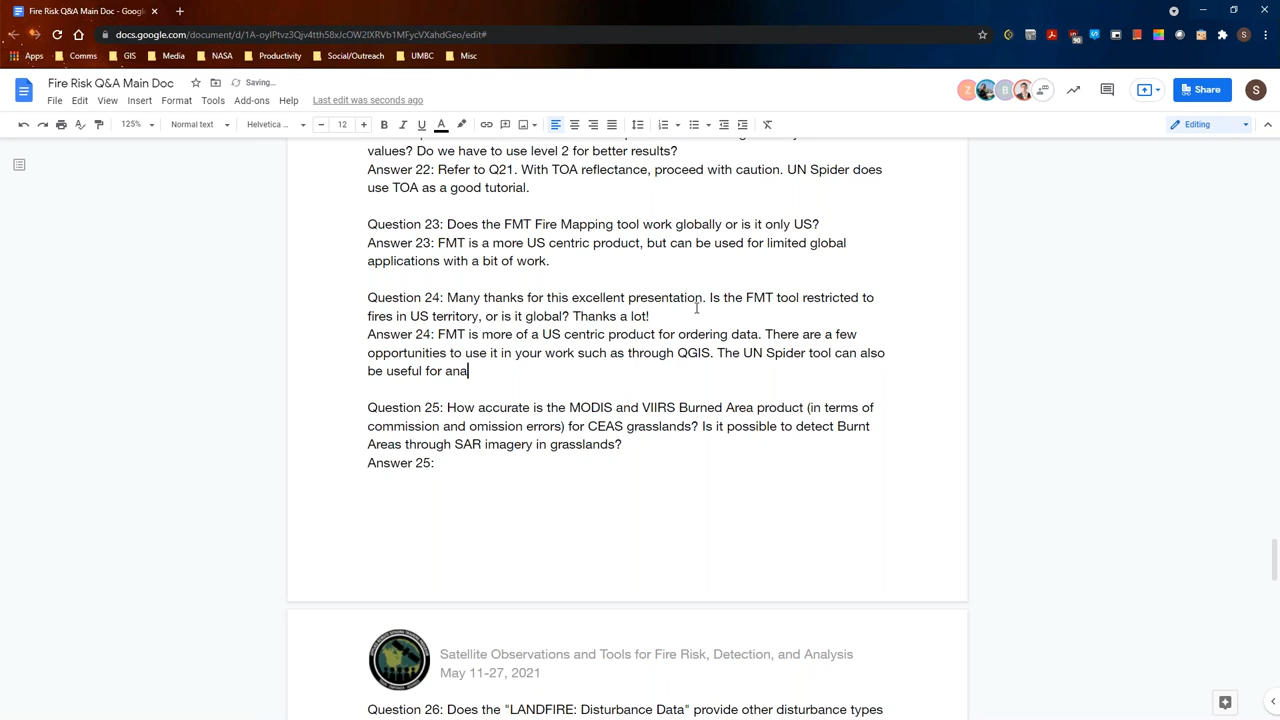 Fire Risk Q&A Main Doc - Googl
docs.google.com/document/d/1A-oyIPtvz3Qjv4tth58xJcOW2IXRVb1MFycVXahdGeo/edit#
Apps Comms GIS Media NASA Productivity Social/Outreach UMBC Misc
Fire Risk Q&A Main Doc Saving...
File Edit View Insert Format Tools Add-ons Help Last edit was seconds ago
Share
S
125% Normal text Helvetica ... 12 Editing
values? Do we have to use level 2 for better results?
Answer 22: Refer to Q21. With TOA reflectance, proceed with caution. UN Spider does
use TOA as a good tutorial.
Question 23: Does the FMT Fire Mapping tool work globally or is it only US?
Answer 23: FMT is a more US centric product, but can be used for limited global
applications with a bit of work.
Question 24: Many thanks for this excellent presentation. Is the FMT tool restricted to
fires in US territory, or is it global? Thanks a lot!
Answer 24: FMT is more of a US centric product for ordering data. There are a few
opportunities to use it in your work such as through QGIS. The UN Spider tool can also
be useful for ana
Question 25: How accurate is the MODIS and VIIRS Burned Area product (in terms of
commission and omission errors) for CEAS grasslands? Is it possible to detect Burnt
Areas through SAR imagery in grasslands?
Answer 25:
Satellite Observations and Tools for Fire Risk, Detection, and Analysis
May 11-27, 2021
Question 26: Does the "LANDFIRE: Disturbance Data" provide other disturbance types